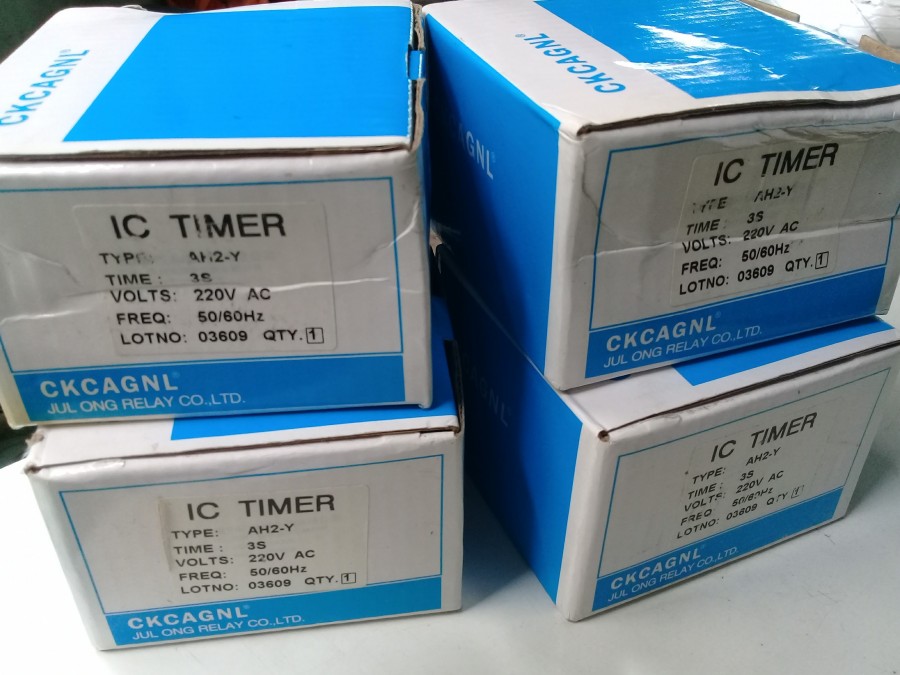 CKCAGNL®
IC TIMER
TYPE: AH2-Y
TIME: 3S
VOLTS: 220V AC
FREQ: 50/60Hz
LOTNO: 03609 QTY. 1
CKCAGNL®
JUL ONG RELAY CO.,LTD.
CKCAGNL®
CAGNL®
IC TIMER
TYPE AH2-Y
TIME: 3S
VOLTS: 220V AC
FREQ: 50/60Hz
LOTNO: 03609 QTY. 1
CKCAGNL®
JUL ONG RELAY CO.,LTD.
IC TIMER
TYPE: AH2-Y
TIME: 3S
VOLTS: 220V AC
FREQ: 50/60Hz
LOTNO: 03609 QTY. 1
CKCAGNL®
JUL ONG RELAY CO.,LTD.
IC TIMER
TYPE: AH2-Y
TIME: 3S
VOLTS: 220V AC
FREQ: 50/60Hz
LOTNO: 03609 QTY. 1
CKCAGNL®
JUL ONG RELAY CO.,LTD.